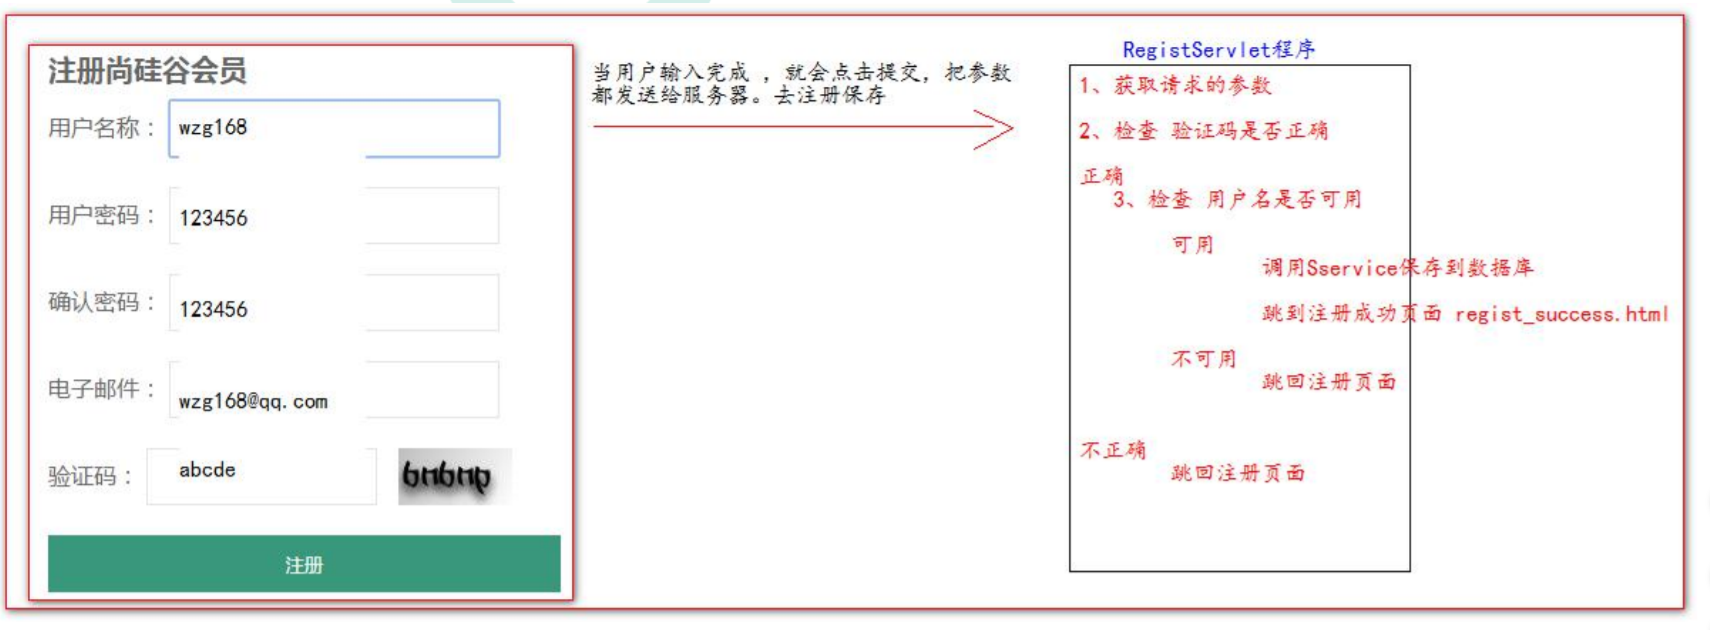 注册尚硅谷会员
用户名称： wzg168
用户密码： 123456
确认密码： 123456
电子邮件： wzg168@qq.com
验证码： abcde 6n6np
注册
当用户输入完成 ，就会点击提交，把参数
都发送给服务器。去注册保存
RegistServlet程序
1、获取请求的参数
2、检查 验证码是否正确
正确
3、检查 用户名是否可用
可用
调用Sservice保存到数据库
跳到注册成功页面 regist_success.html
不可用
跳回注册页面
不正确
跳回注册页面